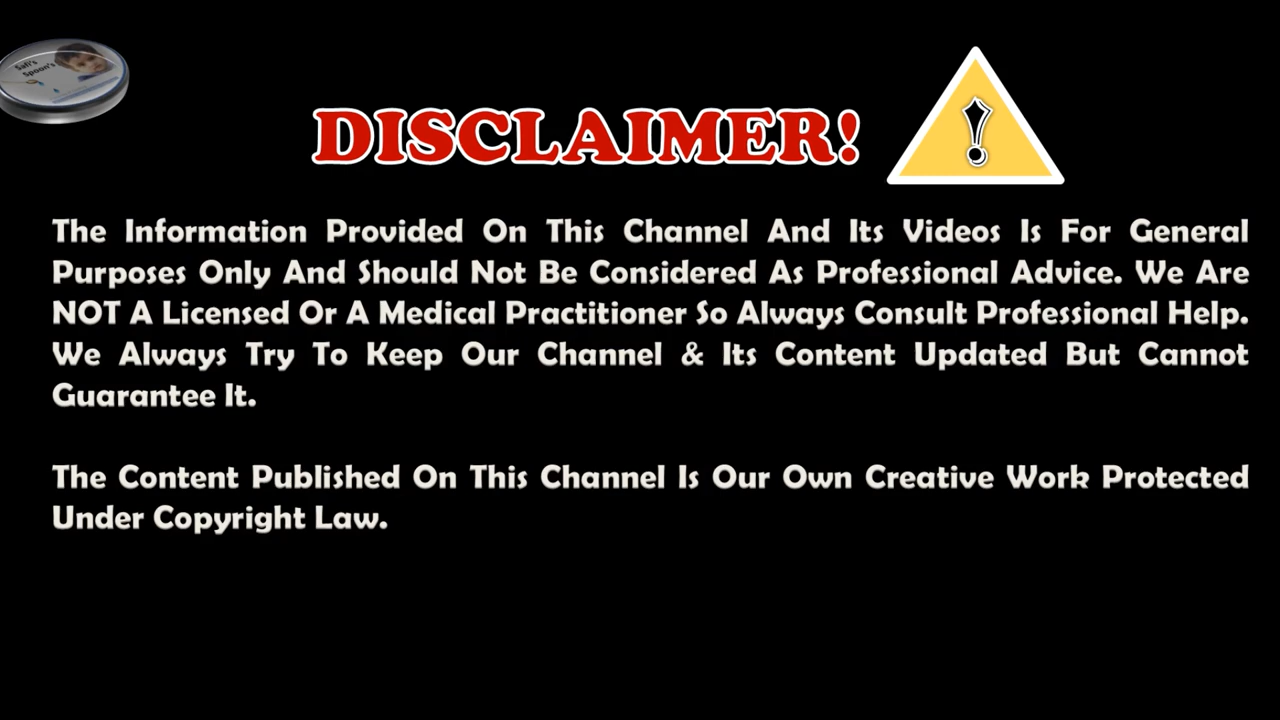 Safi's
Spoon's
DISCLAIMER!
The Information Provided On This Channel And Its Videos Is For General
Purposes Only And Should Not Be Considered As Professional Advice. We Are
NOT A Licensed Or A Medical Practitioner So Always Consult Professional Help.
We Always Try To Keep Our Channel & Its Content Updated But Cannot
Guarantee It.
The Content Published On This Channel Is Our Own Creative Work Protected
Under Copyright Law.